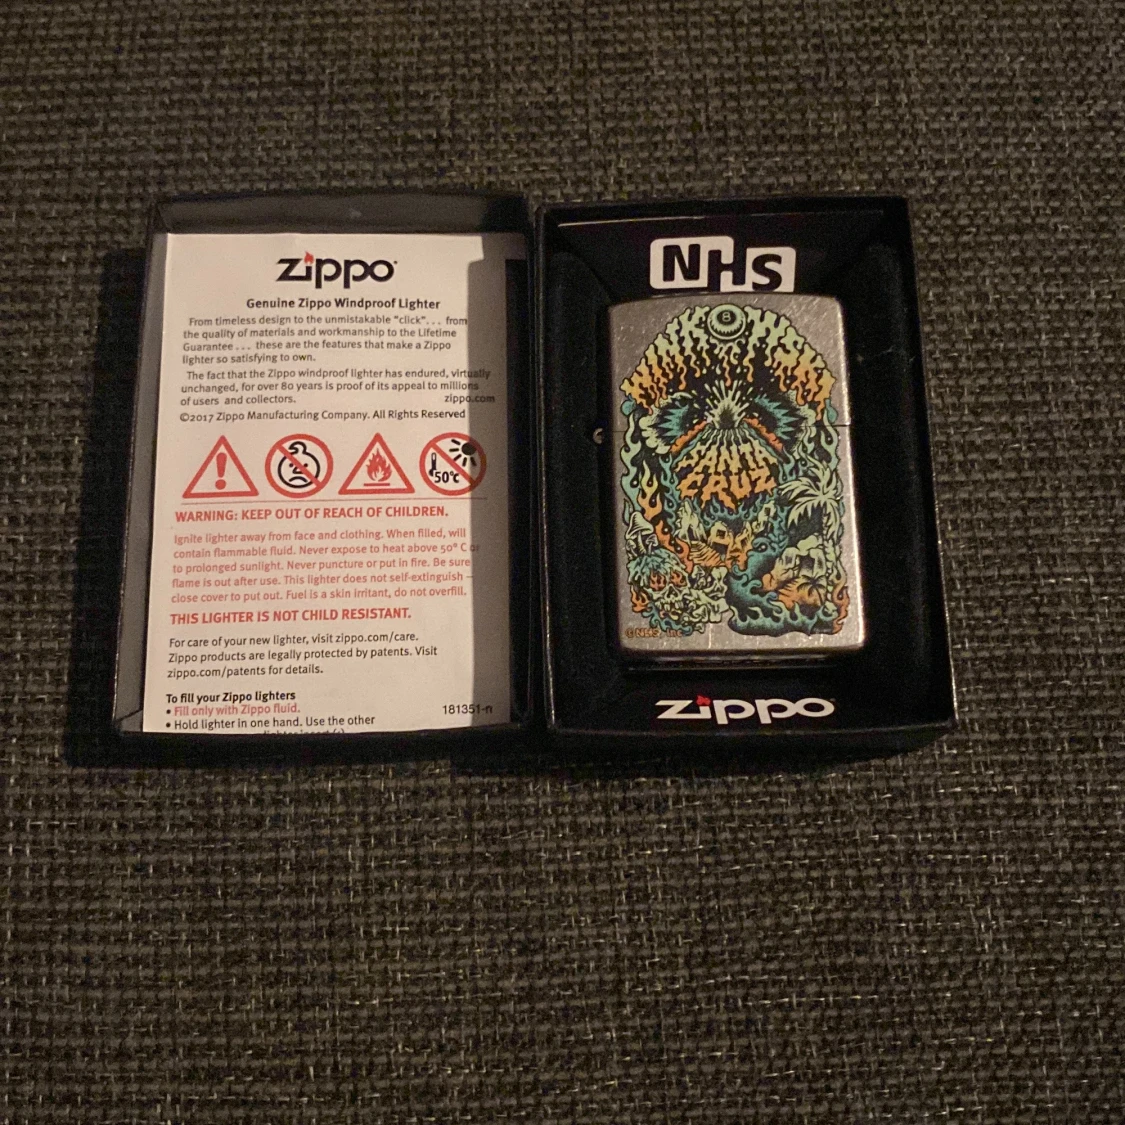 zippo
Genuine Zippo Windproof Lighter
From timeless design to the unmistakable "click"... from
the quality of materials and workmanship to the Lifetime
Guarantee... these are the features that make a Zippo
lighter so satisfying to own.
The fact that the Zippo windproof lighter has endured, virtually
unchanged, for over 80 years is proof of its appeal to millions
of users and collectors. zippo.com
©2017 Zippo Manufacturing Company. All Rights Reserved
50°C
WARNING: KEEP OUT OF REACH OF CHILDREN.
Ignite lighter away from face and clothing. When filled, will
contain flammable fluid. Never expose to heat above 50° C or
to prolonged sunlight. Never puncture or put in fire. Be sure
flame is out after use. This lighter does not self-extinguish –
close cover to put out. Fuel is a skin irritant, do not overfill.
THIS LIGHTER IS NOT CHILD RESISTANT.
For care of your new lighter, visit zippo.com/care.
Zippo products are legally protected by patents. Visit
zippo.com/patents for details.
To fill your Zippo lighters
• Fill only with Zippo fluid. 181351-n
• Hold lighter in one hand. Use the other
NHS
8
SANTA
CRUZ
© NHS, Inc.
zippo